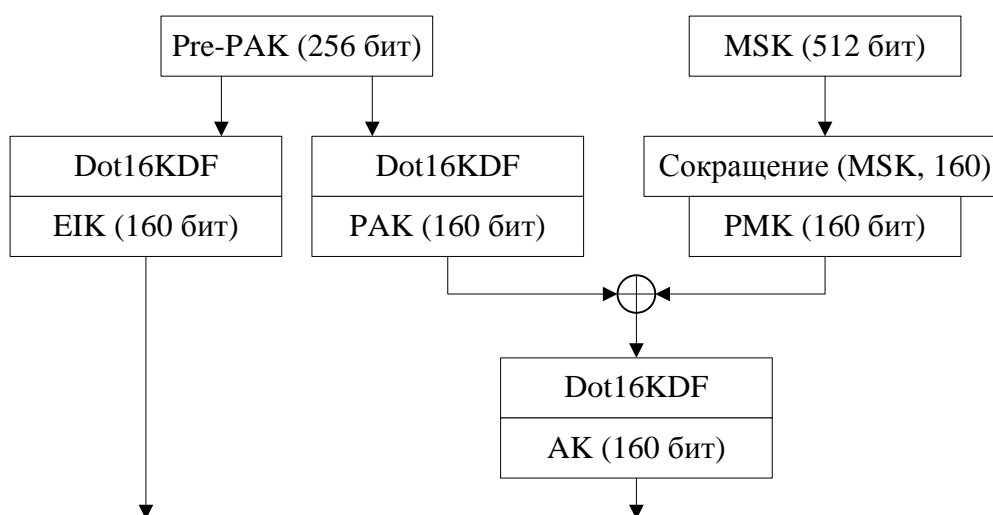 Pre-PAK (256 бит)
MSK (512 бит)
Dot16KDF
Dot16KDF
Сокращение (MSK, 160)
EIK (160 бит)
PAK (160 бит)
PMK (160 бит)
Dot16KDF
AK (160 бит)